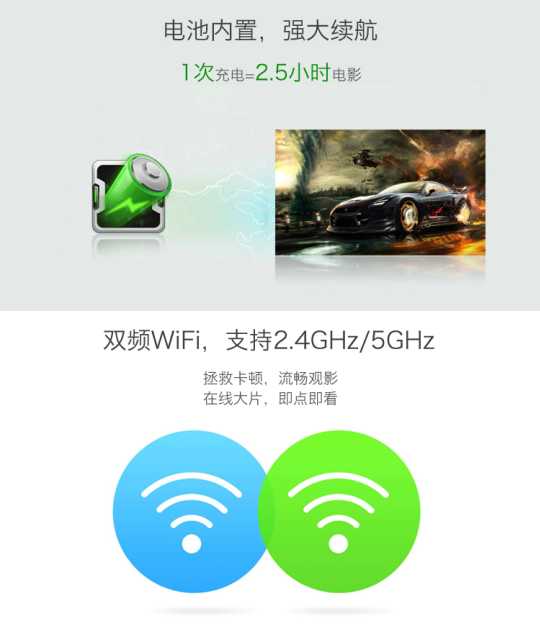 电池内置，强大续航
1次充电=2.5小时电影
双频WiFi，支持2.4GHz/5GHz
拯救卡顿，流畅观影
在线大片，即点即看